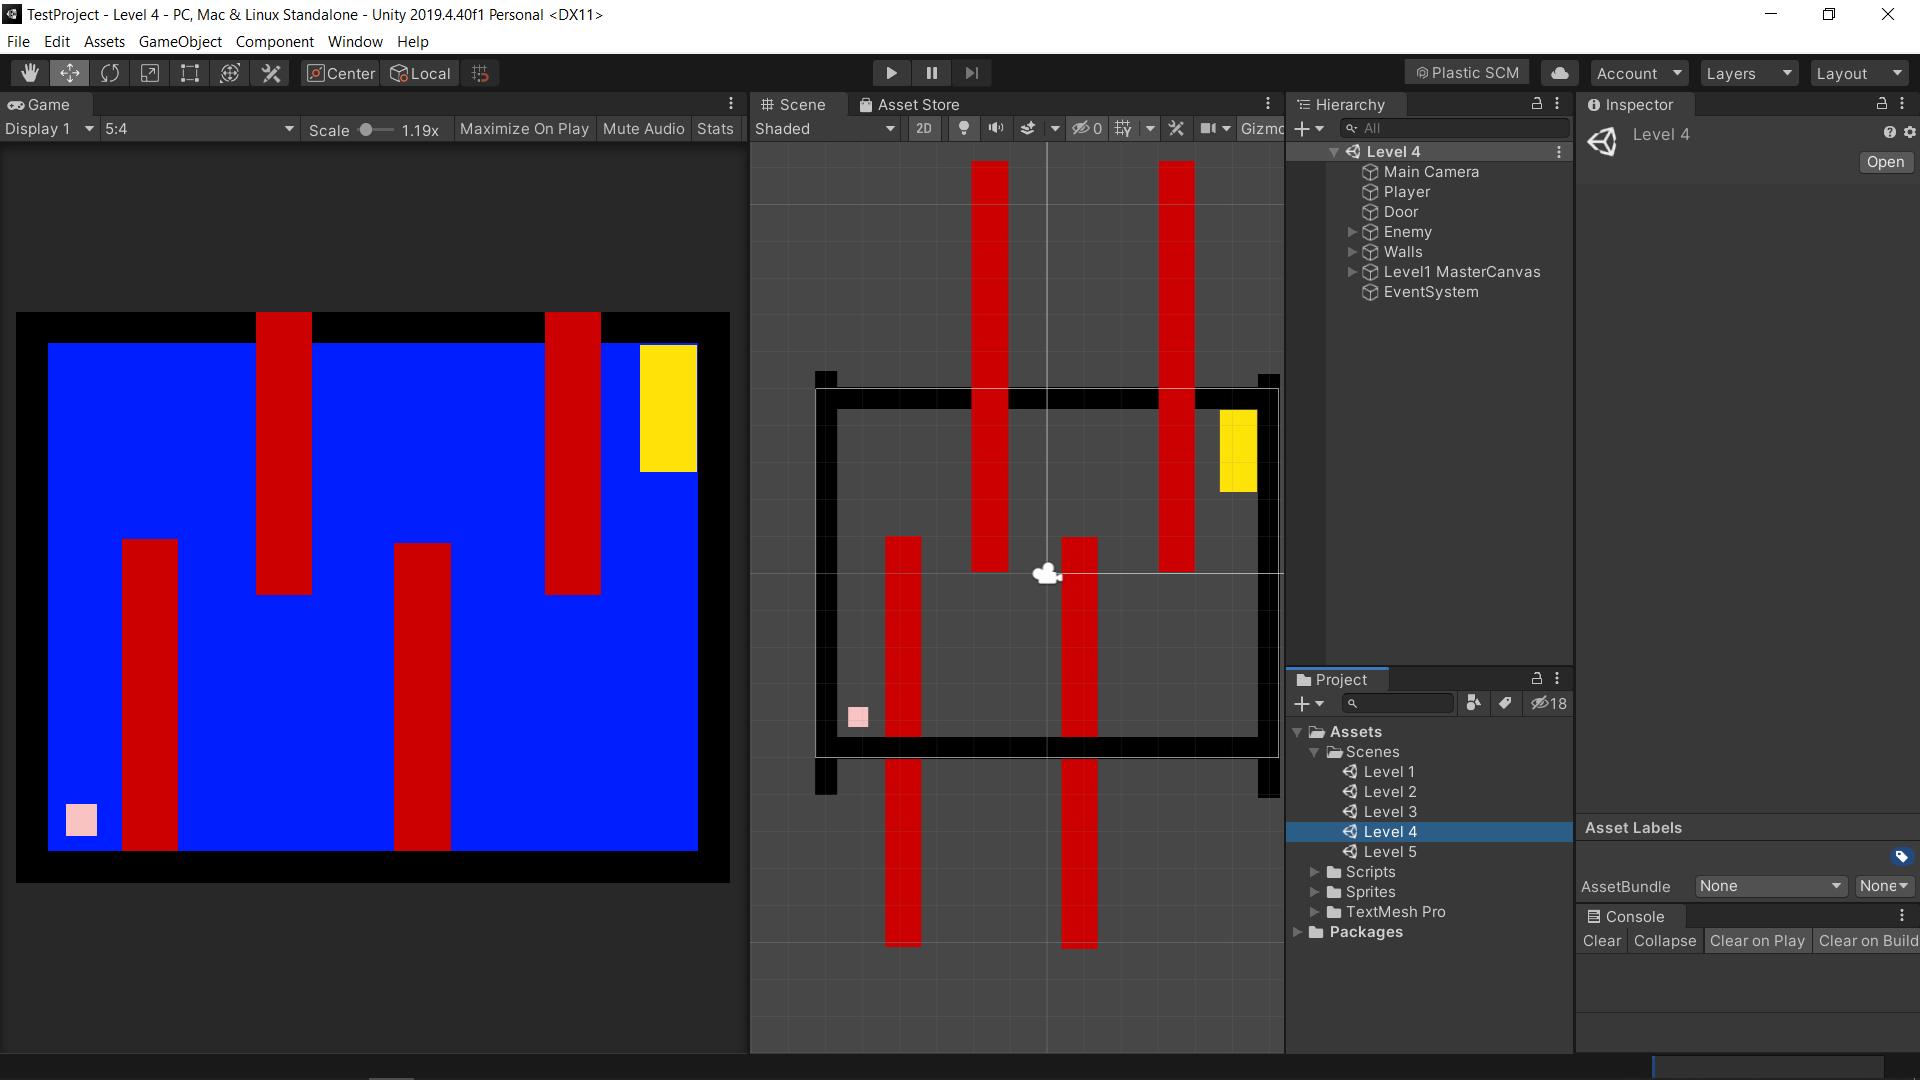 TestProject - Level 4 - PC, Mac & Linux Standalone - Unity 2019.4.40f1 Personal <DX11>
File Edit Assets GameObject Component Window Help
Center Local Plastic SCM Account Layers Layout
Game
Display 1 5:4 Scale 1.19x Maximize On Play Mute Audio Stats
Scene Asset Store
Shaded 2D 0 Gizmo
Hierarchy
All
Level 4
Main Camera
Player
Door
Enemy
Walls
Level1 MasterCanvas
EventSystem
Project
18
Assets
Scenes
Level 1
Level 2
Level 3
Level 4
Level 5
Scripts
Sprites
TextMesh Pro
Packages
Inspector
Level 4
Open
Asset Labels
AssetBundle None None
Console
Clear Collapse Clear on Play Clear on Build